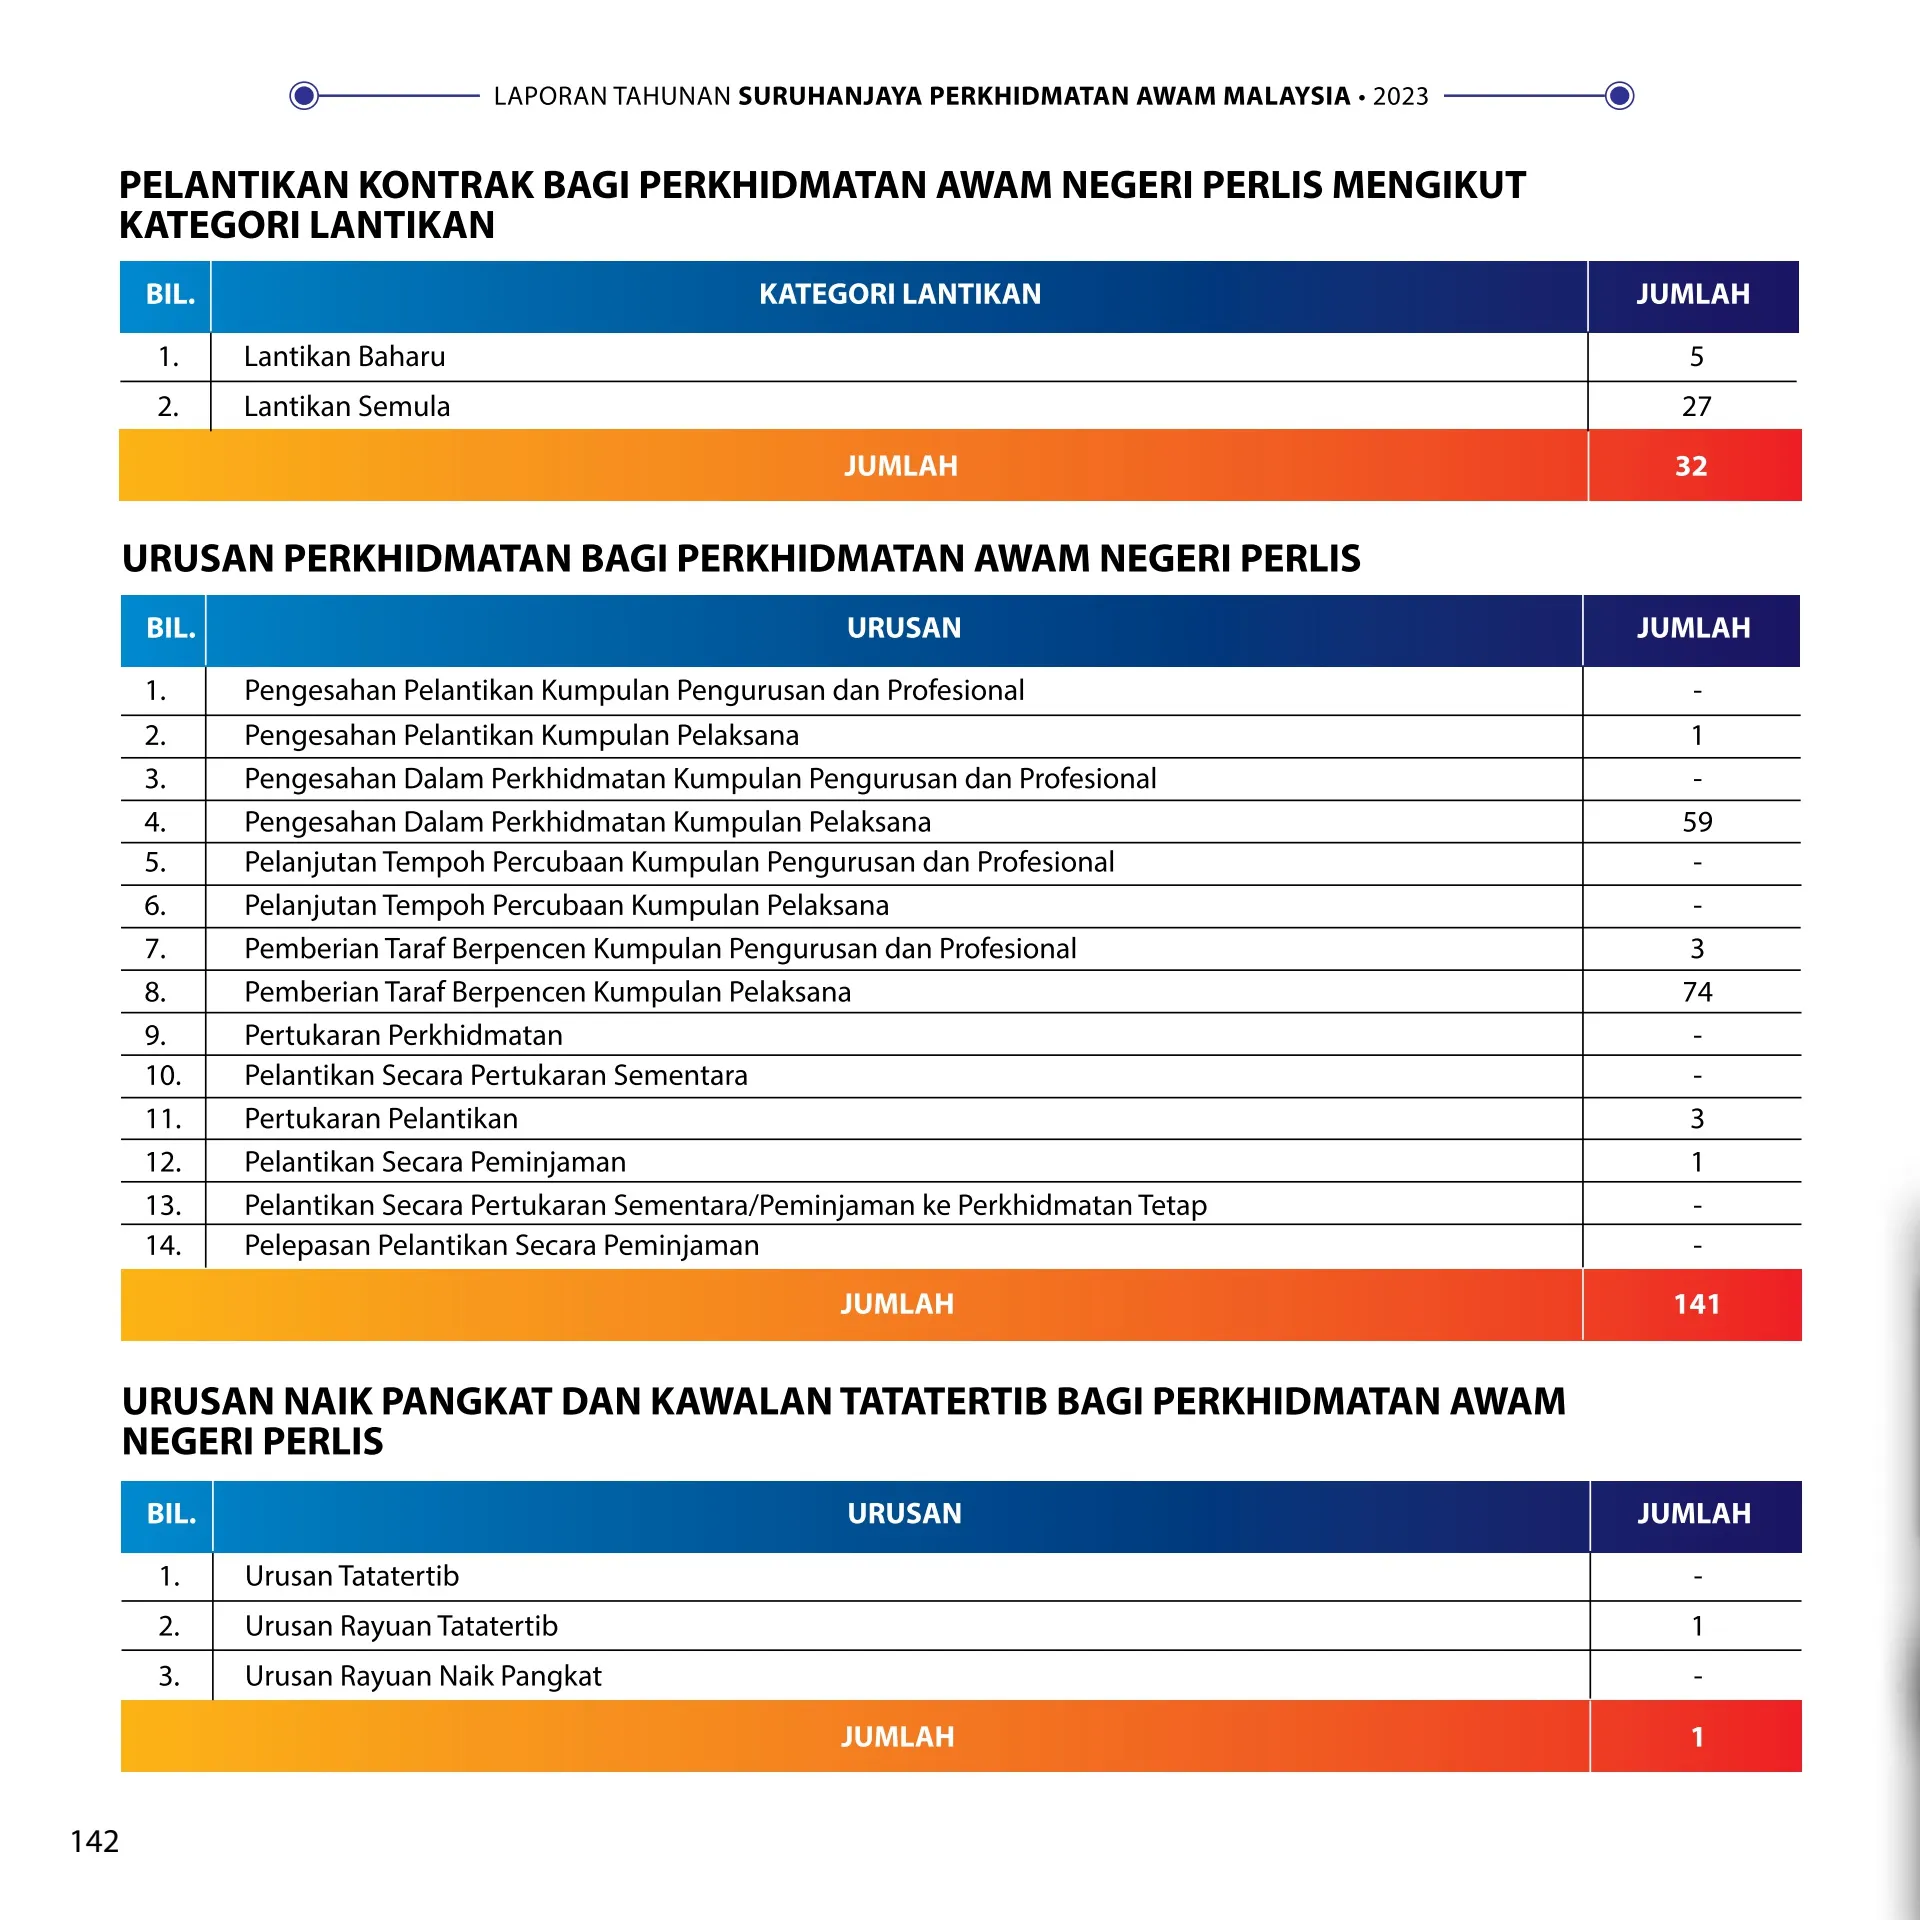 LAPORAN TAHUNAN SURUHANJAYA PERKHIDMATAN AWAM MALAYSIA • 2023
PELANTIKAN KONTRAK BAGI PERKHIDMATAN AWAM NEGERI PERLIS MENGIKUT
KATEGORI LANTIKAN
BIL. KATEGORI LANTIKAN JUMLAH
1. Lantikan Baharu 5
2. Lantikan Semula 27
JUMLAH 32
URUSAN PERKHIDMATAN BAGI PERKHIDMATAN AWAM NEGERI PERLIS
BIL. URUSAN JUMLAH
1. Pengesahan Pelantikan Kumpulan Pengurusan dan Profesional -
2. Pengesahan Pelantikan Kumpulan Pelaksana 1
3. Pengesahan Dalam Perkhidmatan Kumpulan Pengurusan dan Profesional -
4. Pengesahan Dalam Perkhidmatan Kumpulan Pelaksana 59
5. Pelanjutan Tempoh Percubaan Kumpulan Pengurusan dan Profesional -
6. Pelanjutan Tempoh Percubaan Kumpulan Pelaksana -
7. Pemberian Taraf Berpencen Kumpulan Pengurusan dan Profesional 3
8. Pemberian Taraf Berpencen Kumpulan Pelaksana 74
9. Pertukaran Perkhidmatan -
10. Pelantikan Secara Pertukaran Sementara -
11. Pertukaran Pelantikan 3
12. Pelantikan Secara Peminjaman 1
13. Pelantikan Secara Pertukaran Sementara/Peminjaman ke Perkhidmatan Tetap -
14. Pelepasan Pelantikan Secara Peminjaman -
JUMLAH 141
URUSAN NAIK PANGKAT DAN KAWALAN TATATERTIB BAGI PERKHIDMATAN AWAM
NEGERI PERLIS
BIL. URUSAN JUMLAH
1. Urusan Tatatertib -
2. Urusan Rayuan Tatatertib 1
3. Urusan Rayuan Naik Pangkat -
JUMLAH 1
142